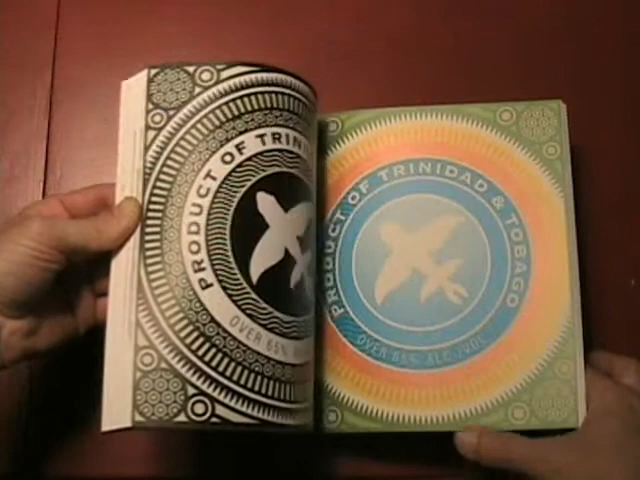 PRODUCT OF TRINI
OVER 65%
PRODUCT OF TRINIDAD & TOBAGO
OVER 65% ALC./VOL